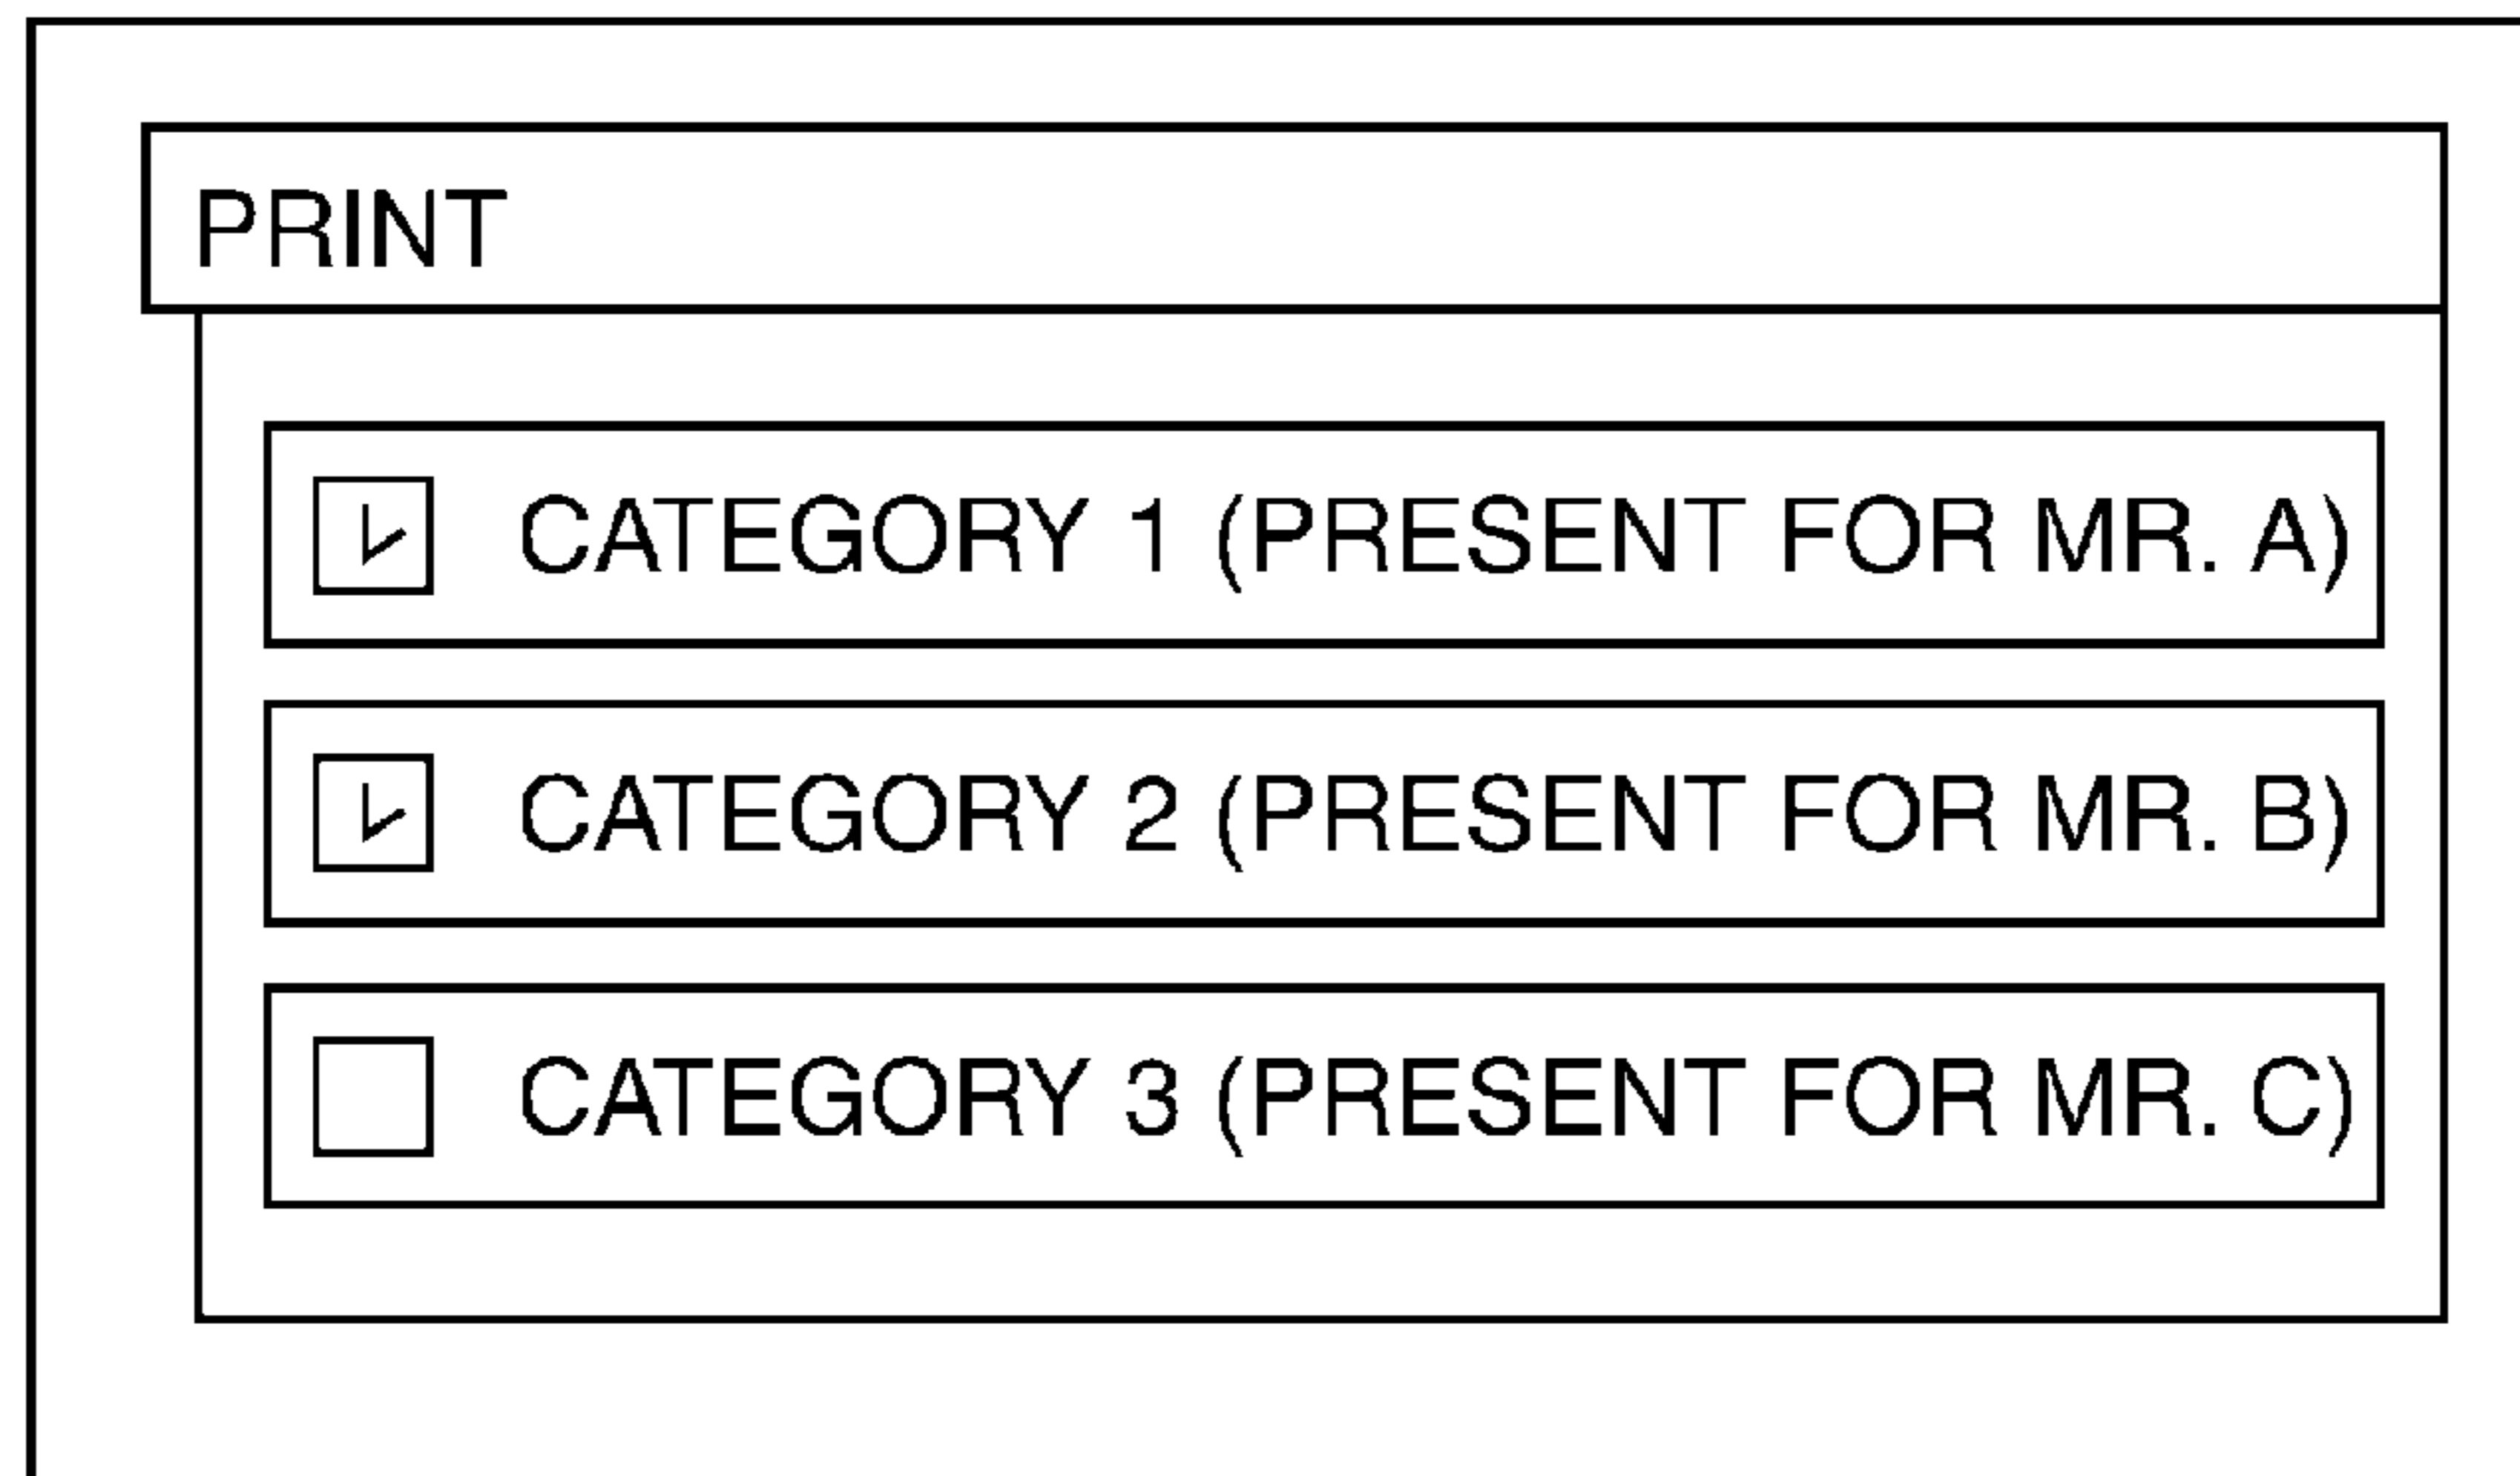 PRINT
CATEGORY 1 (PRESENT FOR MR. A)
CATEGORY 2 (PRESENT FOR MR. B)
CATEGORY 3 (PRESENT FOR MR. C)